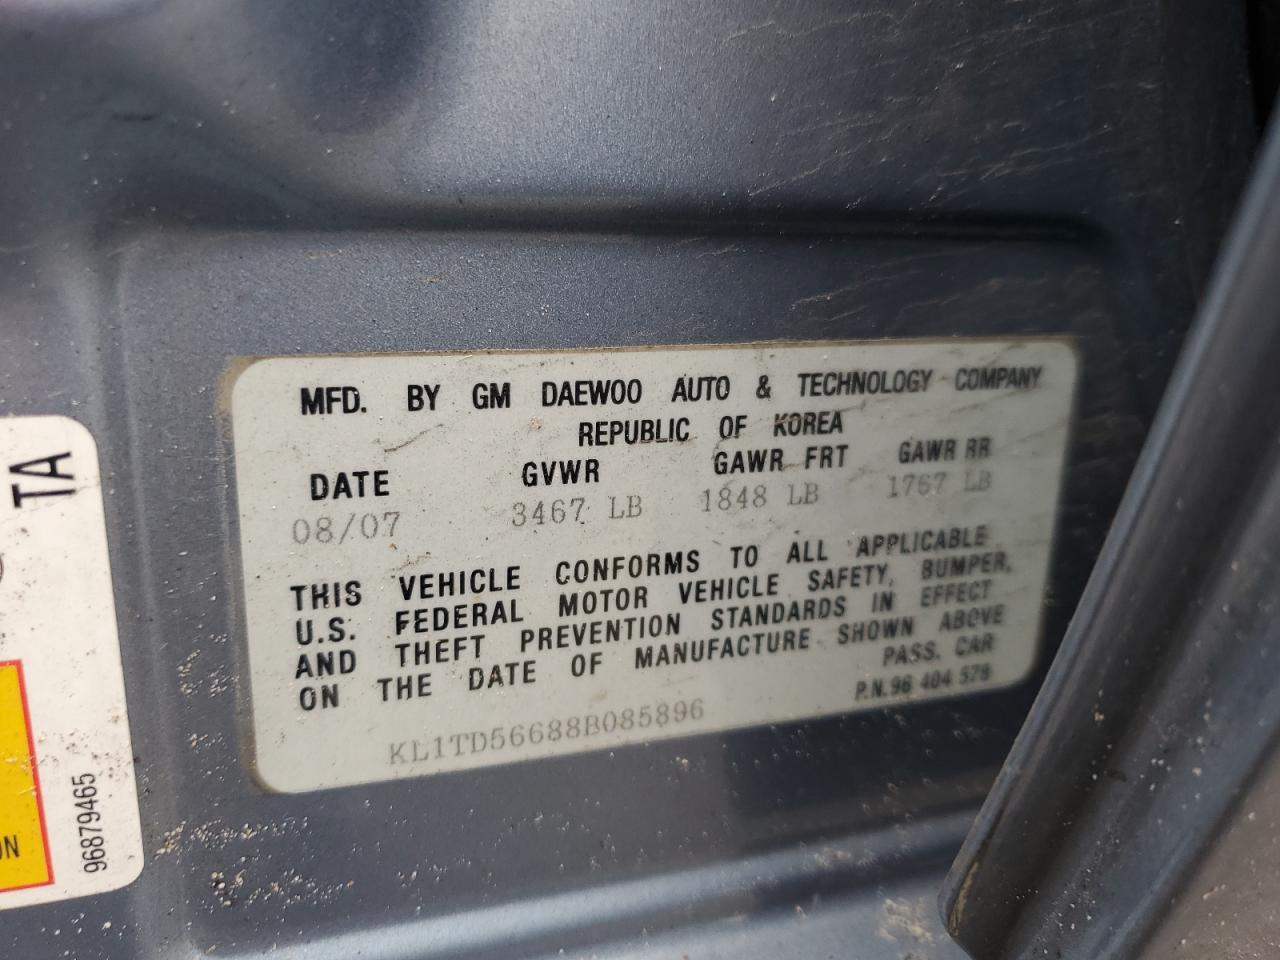 MFD. BY GM DAEWOO AUTO & TECHNOLOGY COMPANY
REPUBLIC OF KOREA
DATE GVWR GAWR FRT GAWR RR
08/07 3467 LB 1848 LB 1767 LB
THIS VEHICLE CONFORMS TO ALL APPLICABLE
U.S. FEDERAL MOTOR VEHICLE SAFETY, BUMPER,
AND THEFT PREVENTION STANDARDS IN EFFECT
ON THE DATE OF MANUFACTURE SHOWN ABOVE
PASS. CAR
P.N. 96 404 578
KL1TD56688B085896
TA
96879465